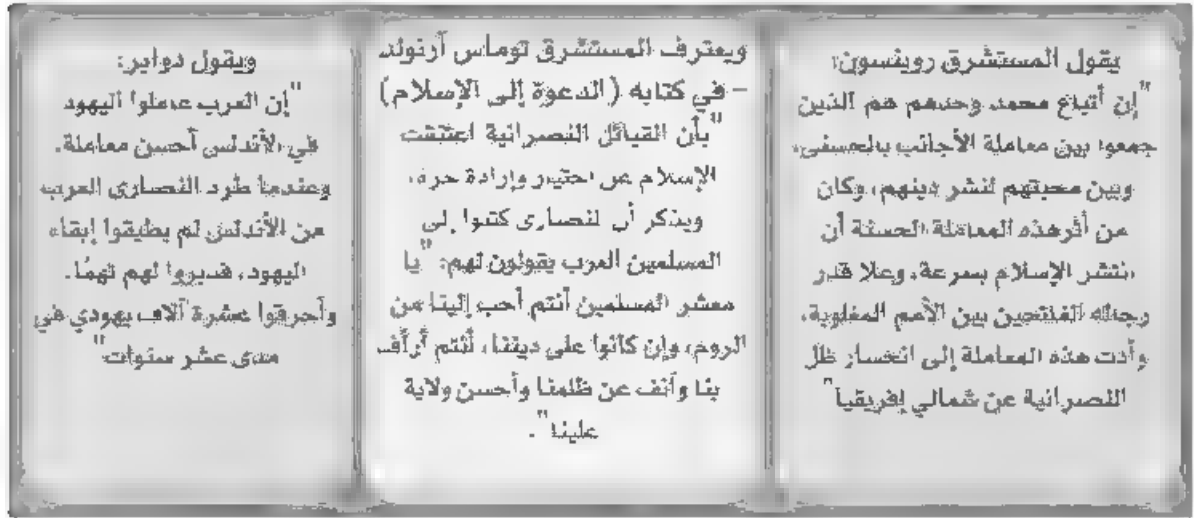 يقول المستشرق روبنسون:
"إن أتباع محمد وحدهم هم الذين
جمعوا بين معاملة الأجانب بالحسنى،
وبين محبتهم لنشر دينهم، وكان
من أثر هذه المعاملة الحسنة أن
انتشر الإسلام بسرعة، وعلا قدر
رجاله الفاتحين بين الأمم المغلوبة،
وأدت هذه المعاملة إلى انحسار ظل
النصرانية عن شمالي إفريقيا"
ويعترف المستشرق توماس آرنولد
- في كتابه (الدعوة إلى الإسلام)
"بأن القبائل النصرانية اعتنقت
الإسلام عن اختيار وإرادة حرة،
ويذكر أن النصارى كتبوا إلى
المسلمين العرب يقولون لهم: "يا
معشر المسلمين أنتم أحب إلينا من
الروم، وإن كانوا على ديننا، أنتم أرأف
بنا وآنف عن ظلمنا وأحسن ولاية
علينا".
ويقول دوابر:
"إن العرب عاملوا اليهود
في الأندلس أحسن معاملة،
وعندما طرد النصارى العرب
من الأندلس لم يطيقوا إبقاء
اليهود، فدبروا لهم تهمًا،
وأحرقوا عشرة آلاف يهودي في
مدى عشر سنوات"